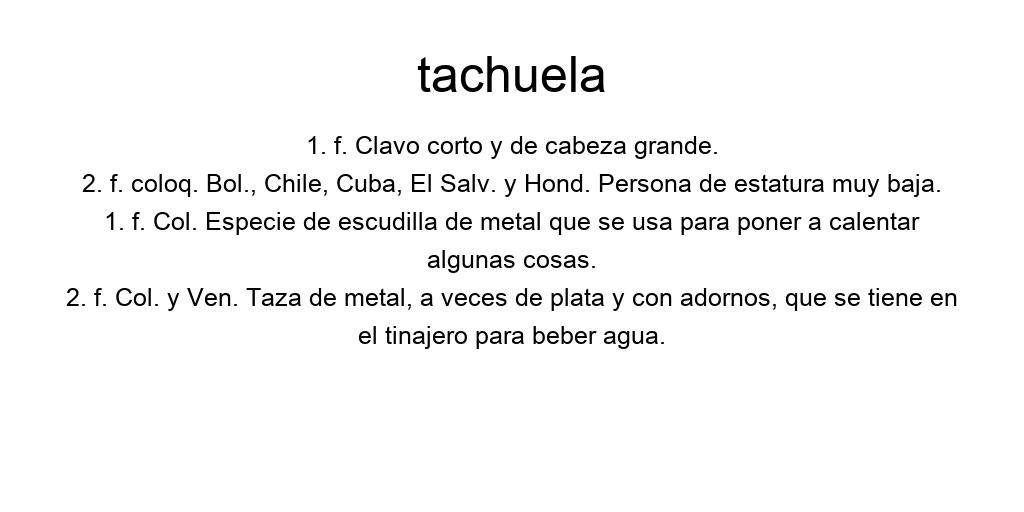 tachuela
1. f. Clavo corto y de cabeza grande.
2. f. coloq. Bol., Chile, Cuba, El Salv. y Hond. Persona de estatura muy baja.
1. f. Col. Especie de escudilla de metal que se usa para poner a calentar
algunas cosas.
2. f. Col. y Ven. Taza de metal, a veces de plata y con adornos, que se tiene en
el tinajero para beber agua.